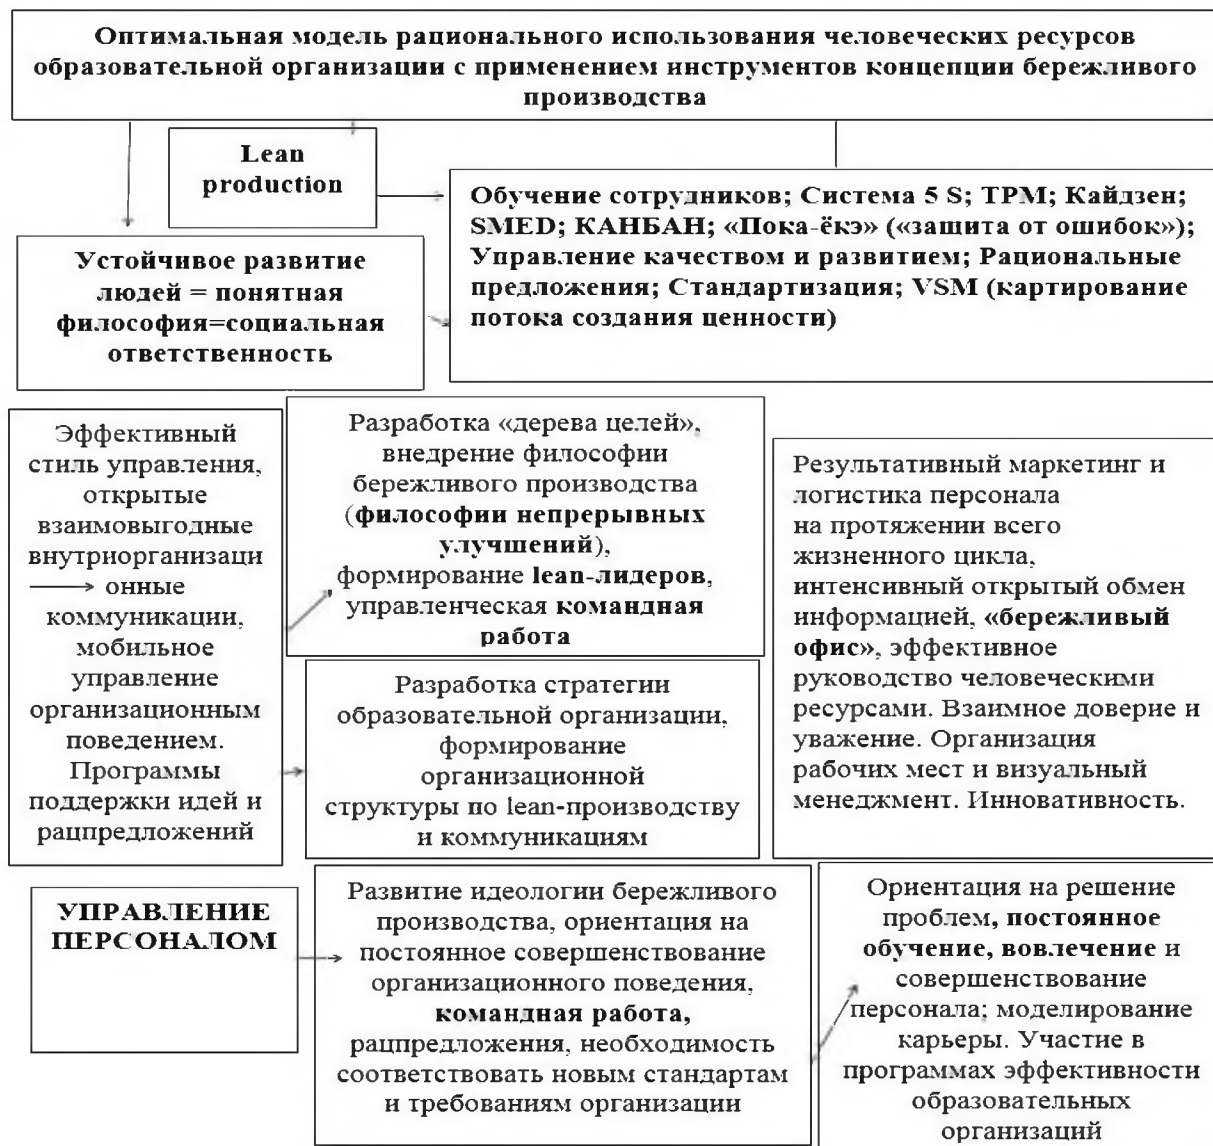 Оптимальная модель рационального использования человеческих ресурсов
образовательной организации с применением инструментов концепции бережливого
производства
Lean
production
Обучение сотрудников; Система 5 S; ТРМ; Кайдзен;
SMED; КАНБАН; «Пока-ёкэ» («защита от ошибок»);
Управление качеством и развитием; Рациональные
предложения; Стандартизация; VSM (картирование
потока создания ценности)
Устойчивое развитие
людей = понятная
философия=социальная
ответственность
Эффективный
стиль управления,
открытые
взаимовыгодные
внутриорганизаци
онные
коммуникации,
мобильное
управление
организационным
поведением.
Программы
поддержки идей и
рацпредложений
Разработка «дерева целей»,
внедрение философии
бережливого производства
(философии непрерывных
улучшений),
формирование lean-лидеров,
управленческая командная
работа
Результативный маркетинг и
логистика персонала
на протяжении всего
жизненного цикла,
интенсивный открытый обмен
информацией, «бережливый
офис», эффективное
руководство человеческими
ресурсами. Взаимное доверие и
уважение. Организация
рабочих мест и визуальный
менеджмент. Инновативность.
Разработка стратегии
образовательной организации,
формирование
организационной
структуры по lean-производству
и коммуникациям
УПРАВЛЕНИЕ
ПЕРСОНАЛОМ
Развитие идеологии бережливого
производства, ориентация на
постоянное совершенствование
организационного поведения,
командная работа,
рацпредложения, необходимость
соответствовать новым стандартам
и требованиям организации
Ориентация на решение
проблем, постоянное
обучение, вовлечение и
совершенствование
персонала; моделирование
карьеры. Участие в
программах эффективности
образовательных
организаций